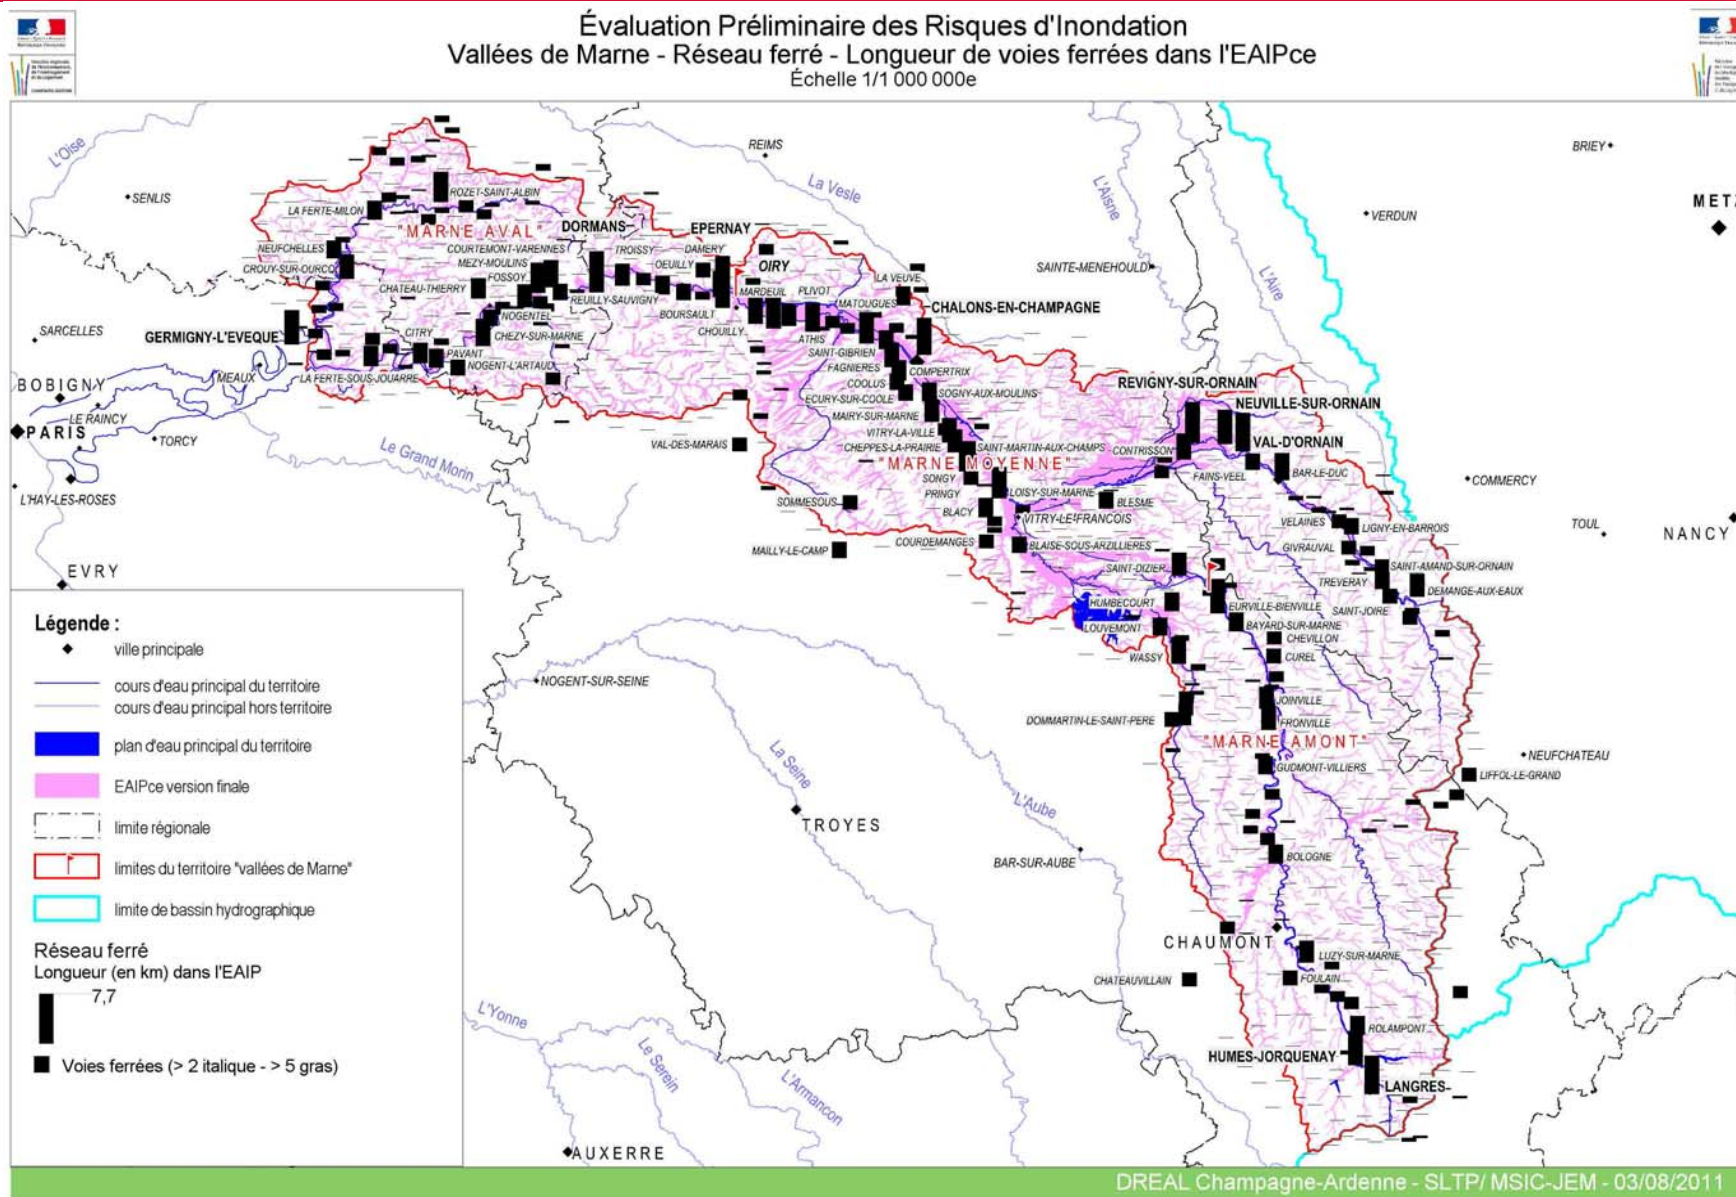 Évaluation Préliminaire des Risques d'Inondation
Vallées de Marne - Réseau ferré - Longueur de voies ferrées dans l'EAIPce
Échelle 1/1 000 000e
L'Oise
SENLIS
REIMS
La Vesle
L'Aisne
L'Aire
BRIEY
VERDUN
METZ
SAINTE-MENEHOULD
ROZET-SAINT-ALBIN
LA FERTE-MILON
"MARNE AVAL"
DORMANS
EPERNAY
NEUFCHELLES
COURTEMONT-VARENNES
TROISSY
DAMERY
CROUY-SUR-OURCQ
MEZY-MOULINS
OEUILLY
OIRY
FOSSOY
LA VEUVE
CHATEAU-THIERRY
REUILLY-SAUVIGNY
MARDEUIL
PLIVOT
MATOUGUES
CHALONS-EN-CHAMPAGNE
NOGENTEL
BOURSAULT
SARCELLES
GERMIGNY-L'EVEQUE
CITRY
CHEZY-SUR-MARNE
CHOUILLY
ATHIS
PAVANT
SAINT-GIBRIEN
NOGENT-L'ARTAUD
FAGNIERES
COMPERTRIX
MEAUX
LA FERTE-SOUS-JOUARRE
COOLUS
BOBIGNY
ECURY-SUR-COOLE
SOGNY-AUX-MOULINS
REVIGNY-SUR-ORNAIN
LE RAINCY
MAIRY-SUR-MARNE
NEUVILLE-SUR-ORNAIN
PARIS
TORCY
VITRY-LA-VILLE
Le Grand Morin
VAL-DES-MARAIS
CHEPPES-LA-PRAIRIE
SAINT-MARTIN-AUX-CHAMPS
CONTRISSON
VAL-D'ORNAIN
"MARNE MOYENNE"
FAINS-VEEL
BAR-LE-DUC
COMMERCY
L'HAY-LES-ROSES
SONGY
PRINGY
LOISY-SUR-MARNE
SOMMESOUS
BLACY
BLESME
VITRY-LE-FRANCOIS
VELAINES
LIGNY-EN-BARROIS
TOUL
NANCY
MAILLY-LE-CAMP
COURDEMANGES
BLAISE-SOUS-ARZILLIERES
GIVRAUVAL
EVRY
SAINT-DIZIER
SAINT-AMAND-SUR-ORNAIN
TREVERAY
DEMANGE-AUX-EAUX
HUMBECOURT
EURVILLE-BIENVILLE
SAINT-JOIRE
LOUVEMONT
BAYARD-SUR-MARNE
CHEVILLON
WASSY
CUREL
NOGENT-SUR-SEINE
JOINVILLE
DOMMARTIN-LE-SAINT-PERE
FRONVILLE
"MARNE AMONT"
NEUFCHATEAU
La Seine
GUDMONT-VILLIERS
LIFFOL-LE-GRAND
L'Aube
TROYES
BAR-SUR-AUBE
BOLOGNE
CHAUMONT
LUZY-SUR-MARNE
CHATEAUVILLAIN
FOULAIN
L'Yonne
ROLAMPONT
Le Serein
HUMES-JORQUENAY
L'Armancon
LANGRES
AUXERRE
Légende :
ville principale
cours d'eau principal du territoire
cours d'eau principal hors territoire
plan d'eau principal du territoire
EAIPce version finale
limite régionale
limites du territoire "vallées de Marne"
limite de bassin hydrographique
Réseau ferré
Longueur (en km) dans l'EAIP
7,7
Voies ferrées (> 2 italique - > 5 gras)
DREAL Champagne-Ardenne - SLTP/ MSIC-JEM - 03/08/2011